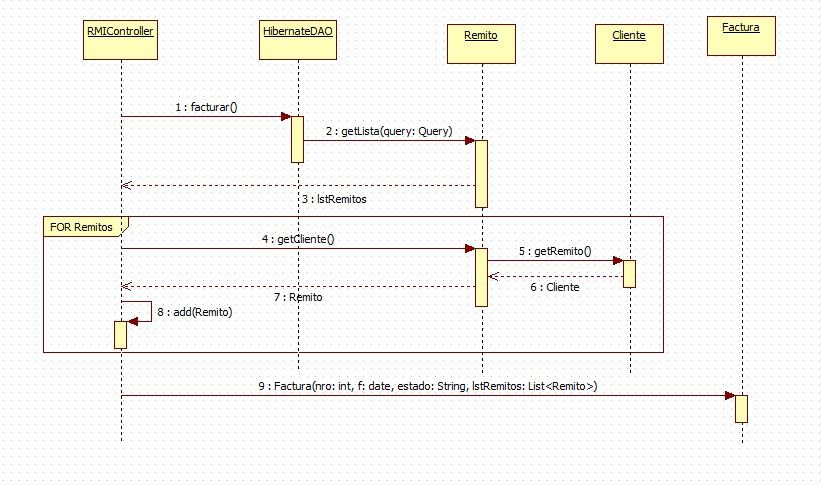 RMIController
HibernateDAO
Remito
Cliente
Factura
1 : facturar()
2 : getLista(query: Query)
3 : lstRemitos
FOR Remitos
4 : getCliente()
5 : getRemito()
6 : Cliente
7 : Remito
8 : add(Remito)
9 : Factura(nro: int, f: date, estado: String, lstRemitos: List<Remito>)